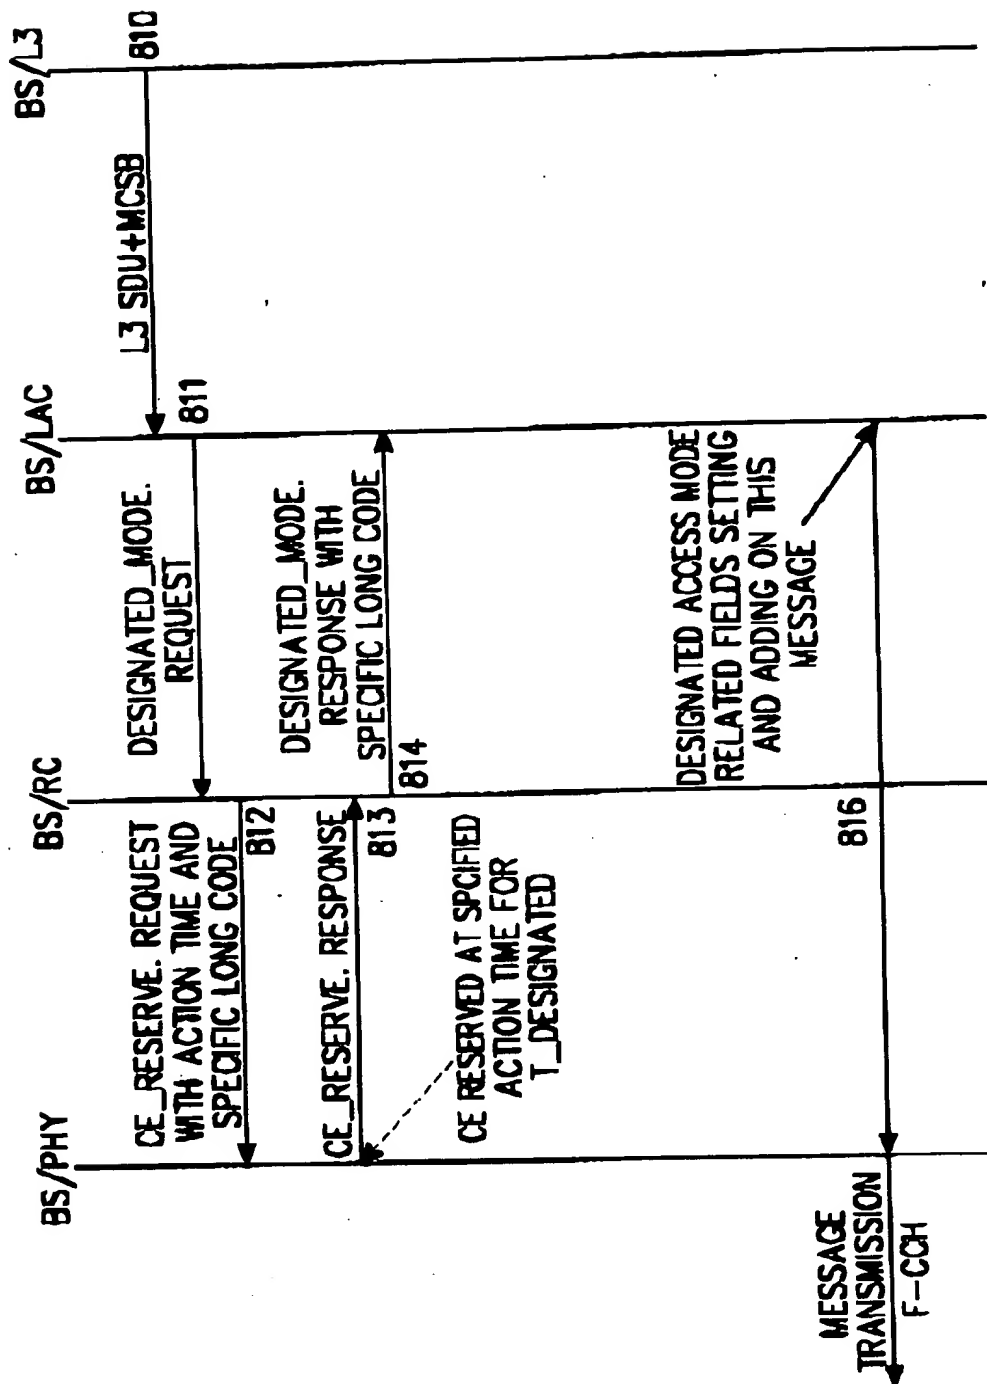 BS/PHY
BS/RC
BS/LAC
BS/L3
810
L3 SDU+MCSB
811
DESIGNATED_MODE.
REQUEST
CE_RESERVE. REQUEST
WITH ACTION TIME AND
SPECIFIC LONG CODE
812
CE_RESERVE. RESPONSE
813
DESIGNATED_MODE.
RESPONSE WITH
SPECIFIC LONG CODE
814
CE RESERVED AT SPCIFIED
ACTION TIME FOR
T_DESIGNATED
DESIGNATED ACCESS MODE
RELATED FIELDS SETTING
AND ADDING ON THIS
MESSAGE
816
MESSAGE
TRANSMISSION
F-CCH